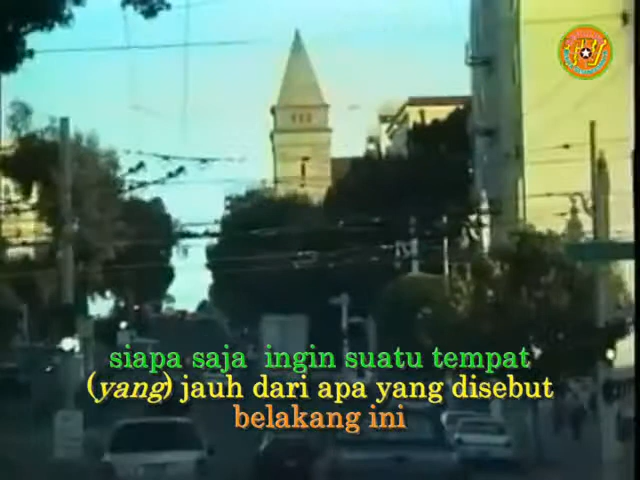 siapa saja ingin suatu tempat
(yang) jauh dari apa yang disebut
belakang ini